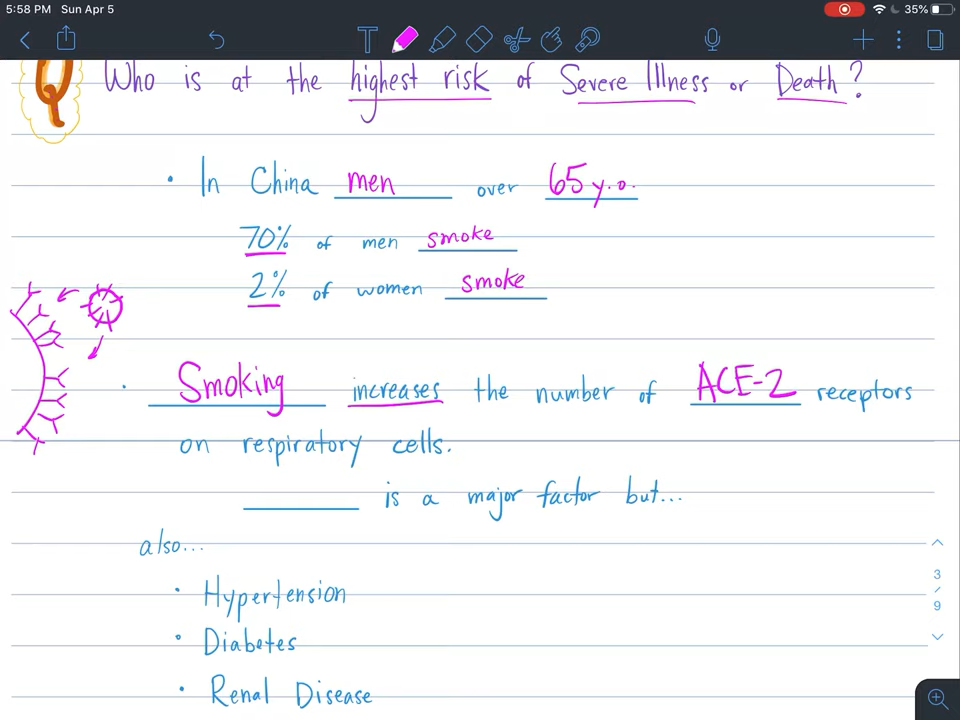 5:58 PM Sun Apr 5
35%
T
Q Who is at the highest risk of Severe Illness or Death?
• In China men over 65 y.o.
70% of men smoke
2% of women smoke
• Smoking increases the number of ACE-2 receptors
on respiratory cells.
is a major factor but...
also...
• Hypertension
• Diabetes
• Renal Disease
3
/
9